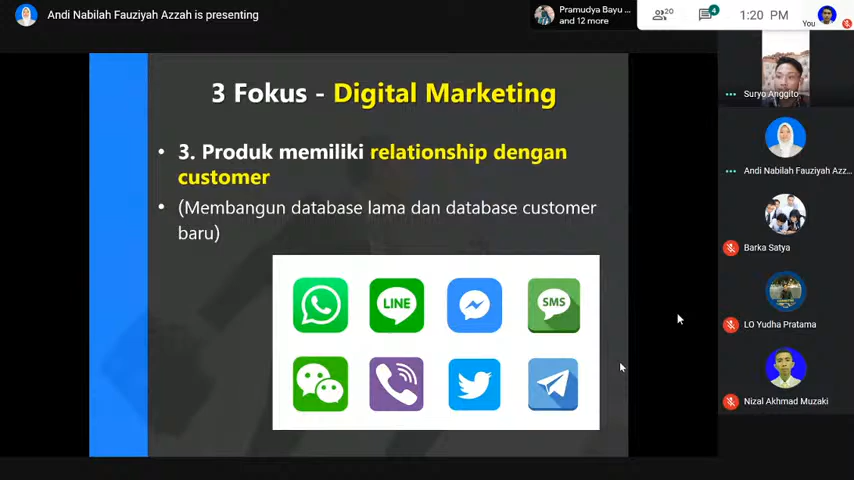 Andi Nabilah Fauziyah Azzah is presenting
Pramudya Bayu ...
and 12 more
20
4
1:20 PM
You
3 Fokus - Digital Marketing
• 3. Produk memiliki relationship dengan
customer
• (Membangun database lama dan database customer
baru)
LINE
SMS
Suryo Anggito
Andi Nabilah Fauziyah Azz...
Barka Satya
LO Yudha Pratama
Nizal Akhmad Muzaki